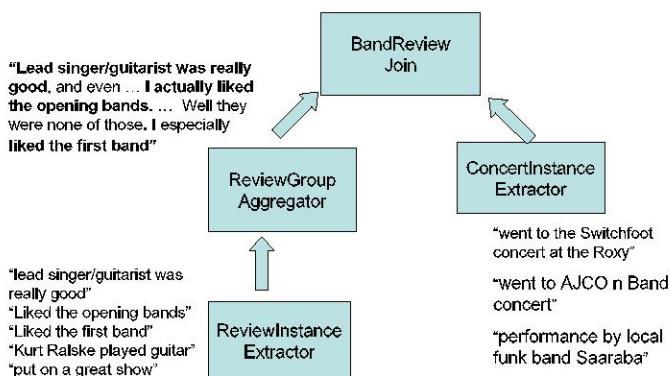 BandReview
Join
“Lead singer/guitarist was really
good, and even … I actually liked
the opening bands. … Well they
were none of those. I especially
liked the first band”
ReviewGroup
Aggregator
ConcertInstance
Extractor
“went to the Switchfoot
concert at the Roxy”
“went to AJCO n Band
concert”
“performance by local
funk band Saaraba”
“lead singer/guitarist was
really good”
“Liked the opening bands”
“Liked the first band”
“Kurt Ralske played guitar”
“put on a great show”
ReviewInstance
Extractor